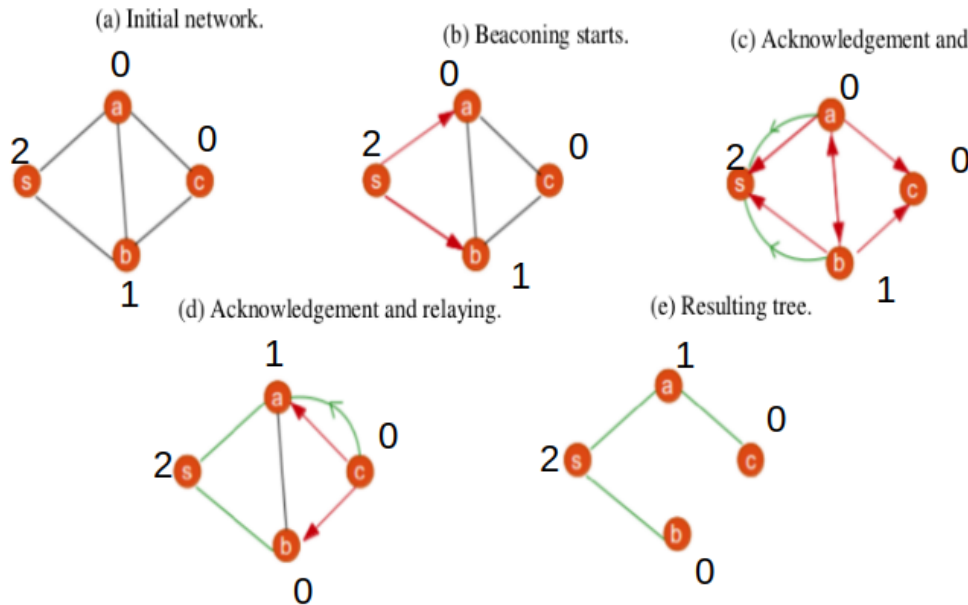 (a) Initial network.
0
2
s
a
0
c
b
1
(b) Beaconing starts.
0
2
s
a
0
c
b
1
(c) Acknowledgement and
0
2
s
a
0
c
b
1
(d) Acknowledgement and relaying.
1
a
0
2
s
c
b
0
(e) Resulting tree.
1
a
0
2
s
c
b
0